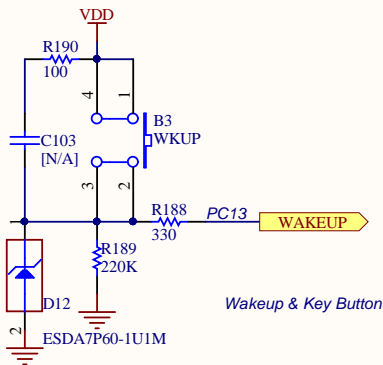 VDD
R190
100
4
1
B3
WKUP
C103
[N/A]
3
2
R188
PC13
330
WAKEUP
1
R189
220K
D12
Wakeup & Key Button
2
ESDA7P60-1U1M